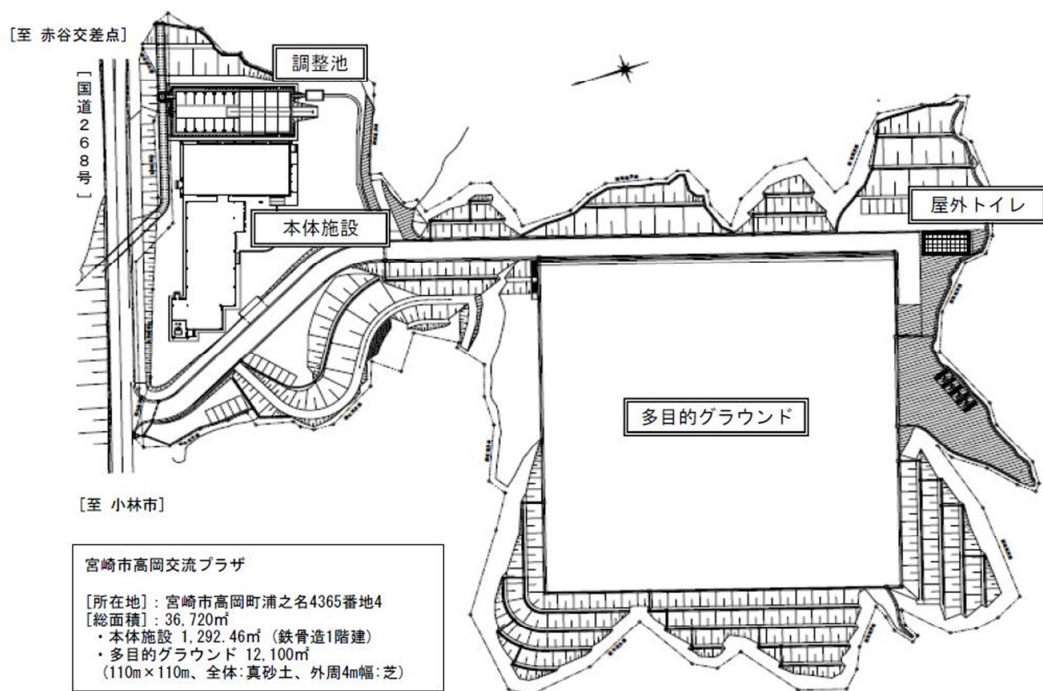 [至 赤谷交差点]
調整池
[国道268号]
本体施設
屋外トイレ
多目的グラウンド
[至 小林市]
宮崎市高岡交流プラザ
[所在地]：宮崎市高岡町浦之名4365番地4
[総面積]：36,720㎡
・本体施設 1,292.46㎡ (鉄骨造1階建)
・多目的グラウンド 12,100㎡
(110m×110m、全体:真砂土、外周4m幅:芝)